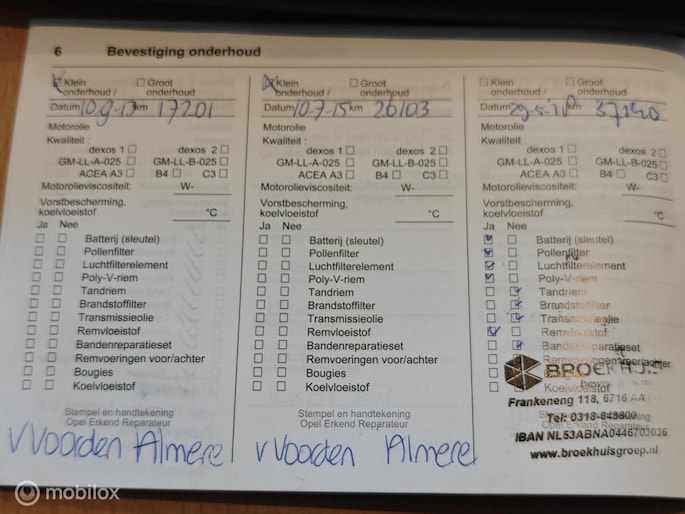 6 Bevestiging onderhoud
Klein onderhoud / Groot onderhoud
Datum 10-9-13 km 17201
Motorolie
Kwaliteit :
dexos 1 dexos 2
GM-LL-A-025 GM-LL-B-025
ACEA A3 B4 C3
Motorolieviscositeit: W-
Vorstbescherming, koelvloeistof °C
Ja Nee
Batterij (sleutel)
Pollenfilter
Luchtfilterelement
Poly-V-riem
Tandriem
Brandstoffilter
Transmissieolie
Remvloeistof
Bandenreparatieset
Remvoeringen voor/achter
Bougies
Koelvloeistof
Stempel en handtekening
Opel Erkend Reparateur
v Voorden Almere
Klein onderhoud / Groot onderhoud
Datum 10-7-15 km 26103
Motorolie
Kwaliteit :
dexos 1 dexos 2
GM-LL-A-025 GM-LL-B-025
ACEA A3 B4 C3
Motorolieviscositeit: W-
Vorstbescherming, koelvloeistof °C
Ja Nee
Batterij (sleutel)
Pollenfilter
Luchtfilterelement
Poly-V-riem
Tandriem
Brandstoffilter
Transmissieolie
Remvloeistof
Bandenreparatieset
Remvoeringen voor/achter
Bougies
Koelvloeistof
Stempel en handtekening
Opel Erkend Reparateur
v Voorden Almere
Klein onderhoud / Groot onderhoud
Datum km 37140
Motorolie
Kwaliteit :
dexos 1 dexos 2
GM-LL-A-025 GM-LL-B-025
ACEA A3 B4 C3
Motorolieviscositeit: W-
Vorstbescherming, koelvloeistof °C
Ja Nee
Batterij (sleutel)
Pollenfilter
Luchtfilterelement
Poly-V-riem
Tandriem
Brandstoffilter
Transmissieolie
Remvloeistof
Bandenreparatieset
Remvoeringen voor/achter
BROEKHUIS
Frankeneng 118, 6716 AA
Tel: 0318-648800
IBAN NL53ABNA0446703036
www.broekhuisgroep.nl
mobilox